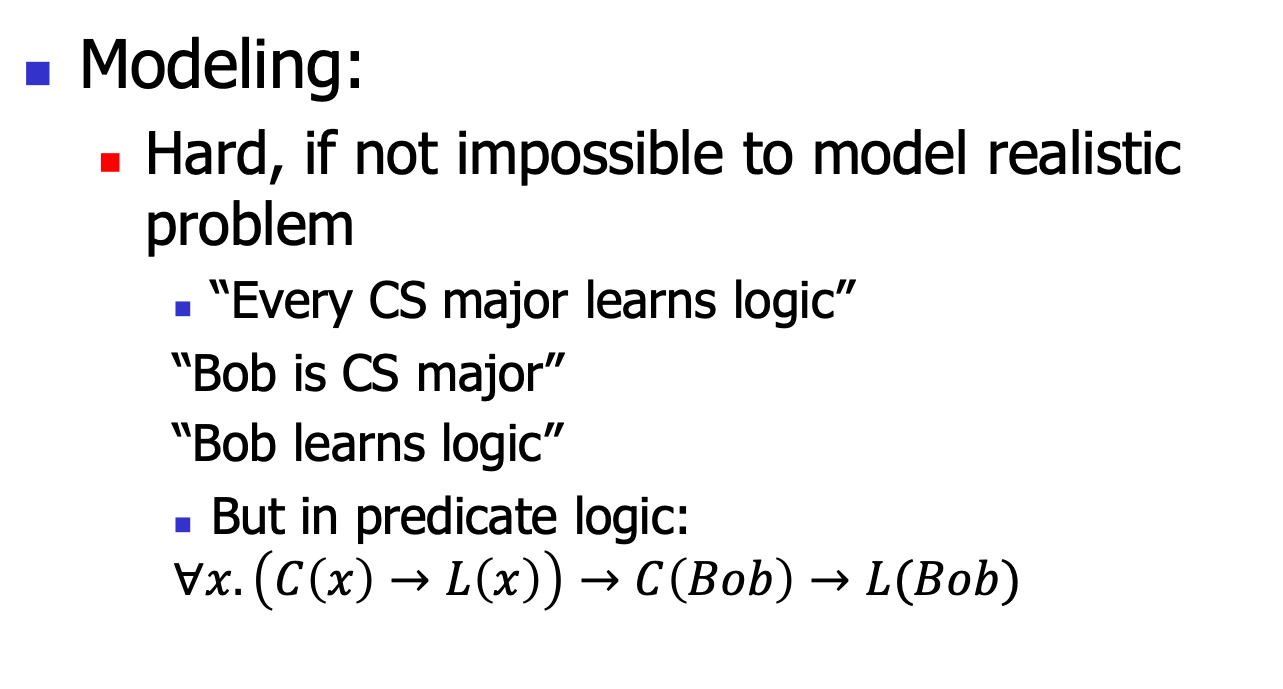 Modeling:
Hard, if not impossible to model realistic
problem
“Every CS major learns logic”
“Bob is CS major”
“Bob learns logic”
But in predicate logic:
∀x.(C(x) → L(x)) → C(Bob) → L(Bob)